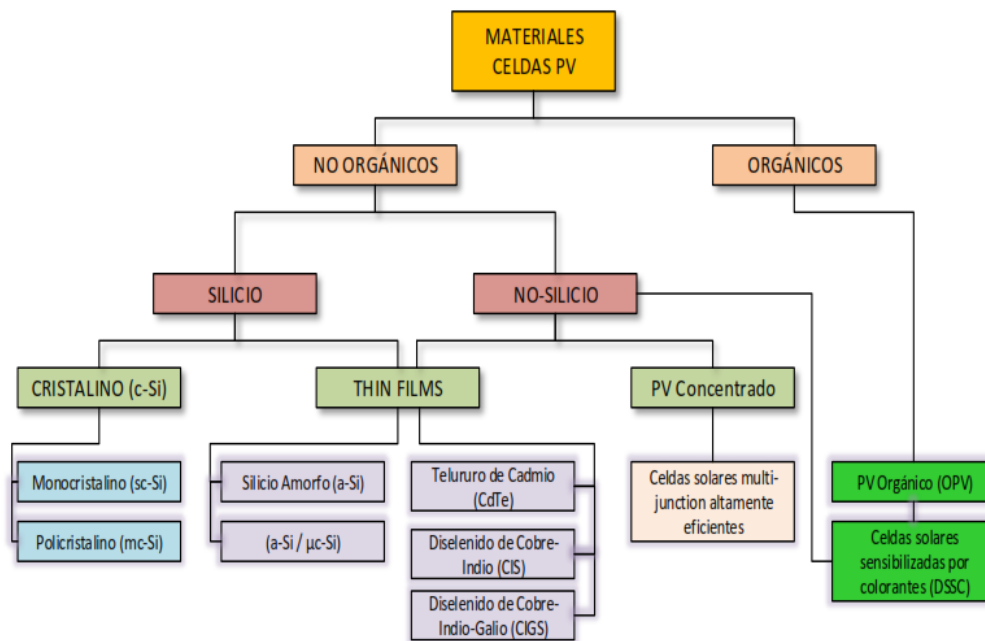 MATERIALES
CELDAS PV
NO ORGÁNICOS
ORGÁNICOS
SILICIO
NO-SILICIO
CRISTALINO (c-Si)
THIN FILMS
PV Concentrado
Monocristalino (sc-Si)
Policristalino (mc-Si)
Silicio Amorfo (a-Si)
(a-Si / µc-Si)
Telururo de Cadmio
(CdTe)
Diselenido de Cobre-
Indio (CIS)
Diselenido de Cobre-
Indio-Galio (CIGS)
Celdas solares multi-
junction altamente
eficientes
PV Orgánico (OPV)
Celdas solares
sensibilizadas por
colorantes (DSSC)